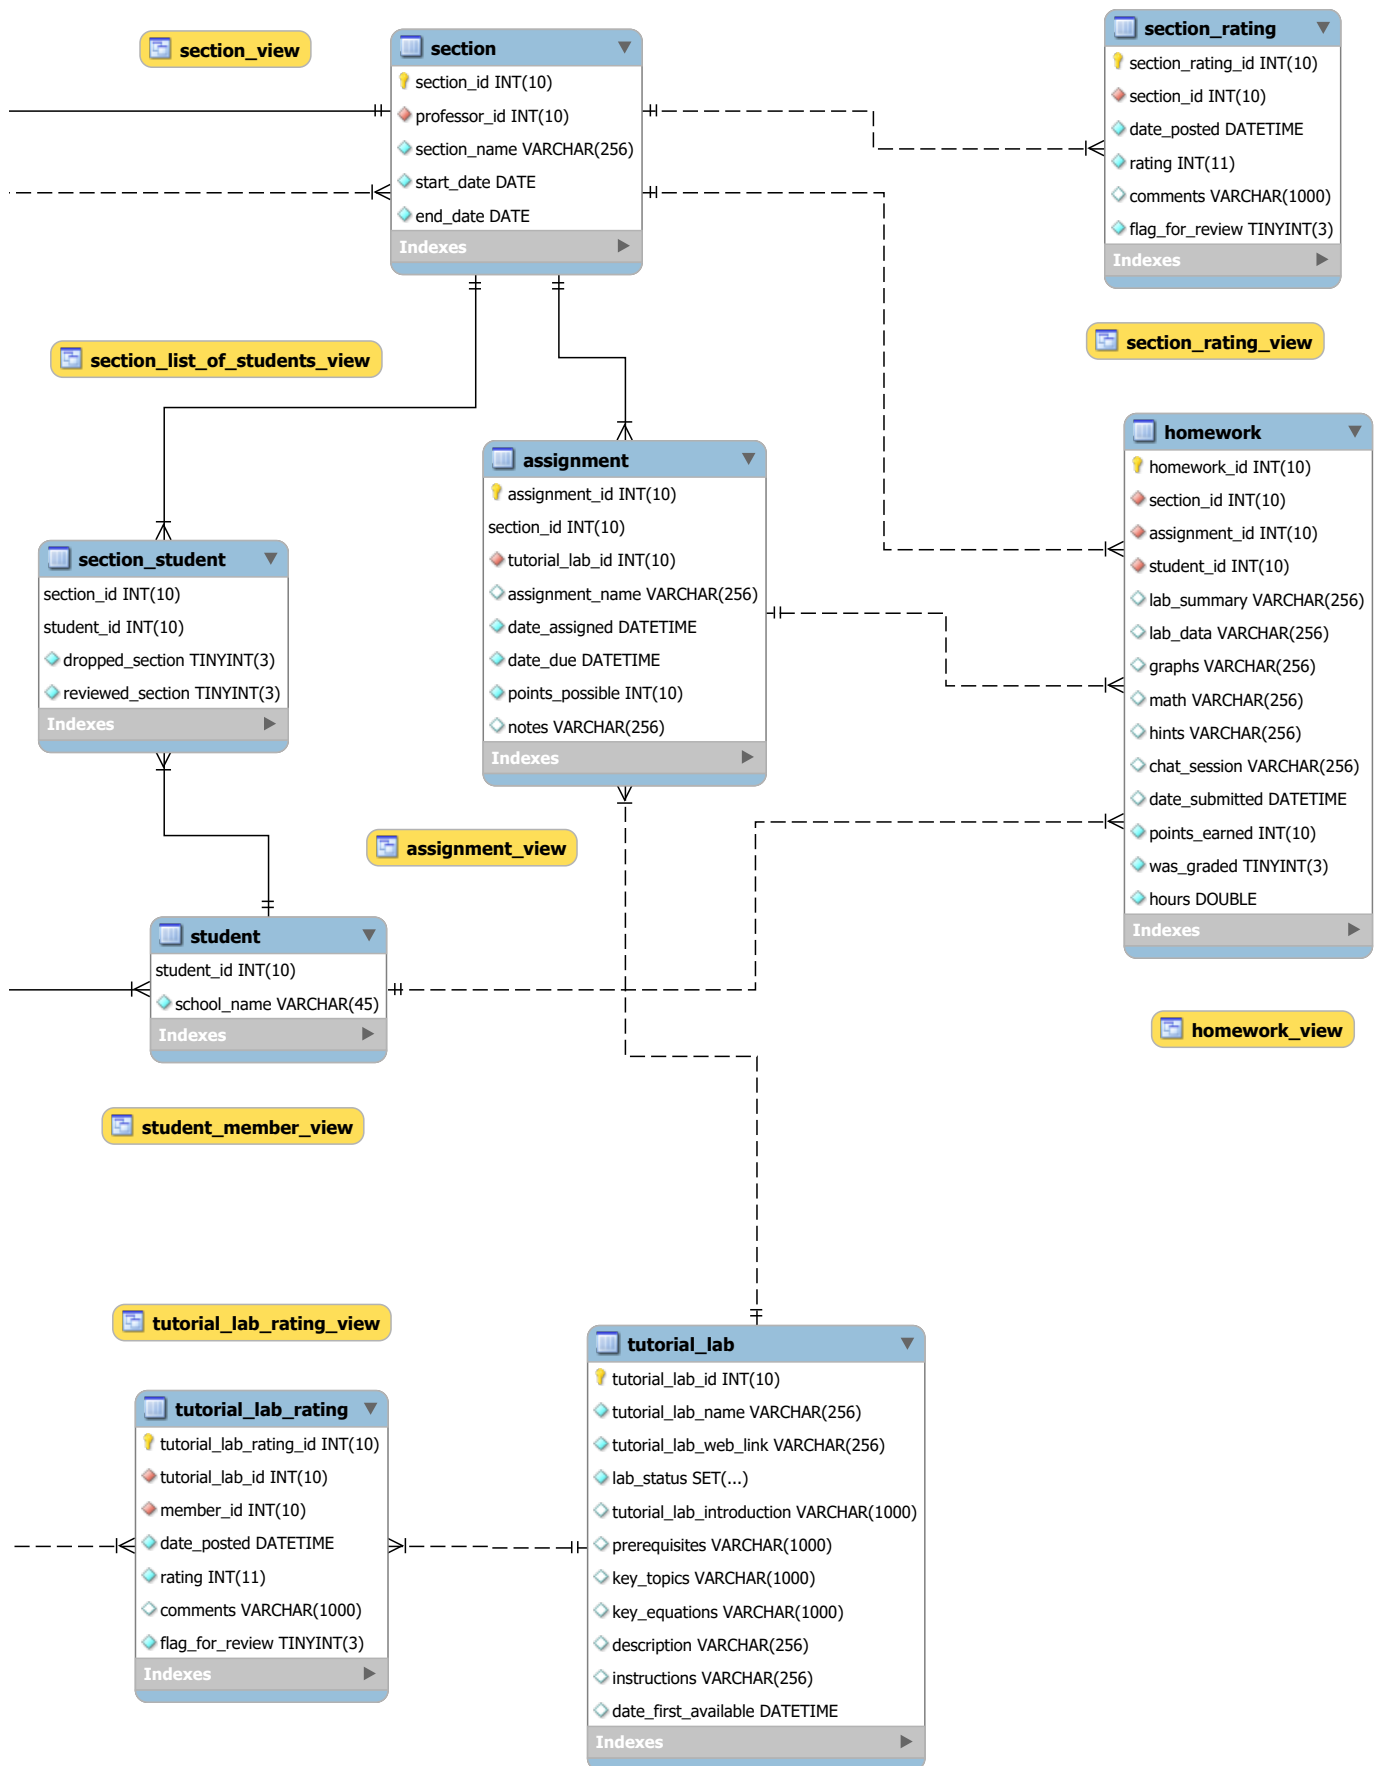 section_view
section
section_id INT(10)
professor_id INT(10)
section_name VARCHAR(256)
start_date DATE
end_date DATE
Indexes
section_rating
section_rating_id INT(10)
section_id INT(10)
date_posted DATETIME
rating INT(11)
comments VARCHAR(1000)
flag_for_review TINYINT(3)
Indexes
section_rating_view
section_list_of_students_view
homework
homework_id INT(10)
section_id INT(10)
assignment_id INT(10)
student_id INT(10)
lab_summary VARCHAR(256)
lab_data VARCHAR(256)
graphs VARCHAR(256)
math VARCHAR(256)
hints VARCHAR(256)
chat_session VARCHAR(256)
date_submitted DATETIME
points_earned INT(10)
was_graded TINYINT(3)
hours DOUBLE
Indexes
assignment
assignment_id INT(10)
section_id INT(10)
tutorial_lab_id INT(10)
assignment_name VARCHAR(256)
date_assigned DATETIME
date_due DATETIME
points_possible INT(10)
notes VARCHAR(256)
Indexes
section_student
section_id INT(10)
student_id INT(10)
dropped_section TINYINT(3)
reviewed_section TINYINT(3)
Indexes
assignment_view
student
student_id INT(10)
school_name VARCHAR(45)
Indexes
homework_view
student_member_view
tutorial_lab_rating_view
tutorial_lab
tutorial_lab_id INT(10)
tutorial_lab_name VARCHAR(256)
tutorial_lab_web_link VARCHAR(256)
lab_status SET(...)
tutorial_lab_introduction VARCHAR(1000)
prerequisites VARCHAR(1000)
key_topics VARCHAR(1000)
key_equations VARCHAR(1000)
description VARCHAR(256)
instructions VARCHAR(256)
date_first_available DATETIME
Indexes
tutorial_lab_rating
tutorial_lab_rating_id INT(10)
tutorial_lab_id INT(10)
member_id INT(10)
date_posted DATETIME
rating INT(11)
comments VARCHAR(1000)
flag_for_review TINYINT(3)
Indexes